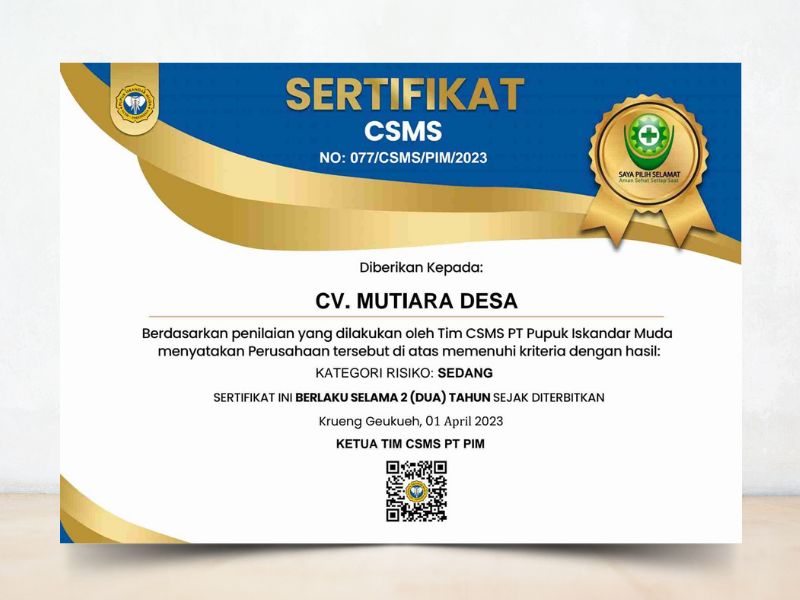 SERTIFIKAT
CSMS
NO: 077/CSMS/PIM/2023
SAYA PILIH SELAMAT
Aman Sehat Setiap Saat
Diberikan Kepada:
CV. MUTIARA DESA
Berdasarkan penilaian yang dilakukan oleh Tim CSMS PT Pupuk Iskandar Muda
menyatakan Perusahaan tersebut di atas memenuhi kriteria dengan hasil:
KATEGORI RISIKO: SEDANG
SERTIFIKAT INI BERLAKU SELAMA 2 (DUA) TAHUN SEJAK DITERBITKAN
Krueng Geukueh, 01 April 2023
KETUA TIM CSMS PT PIM